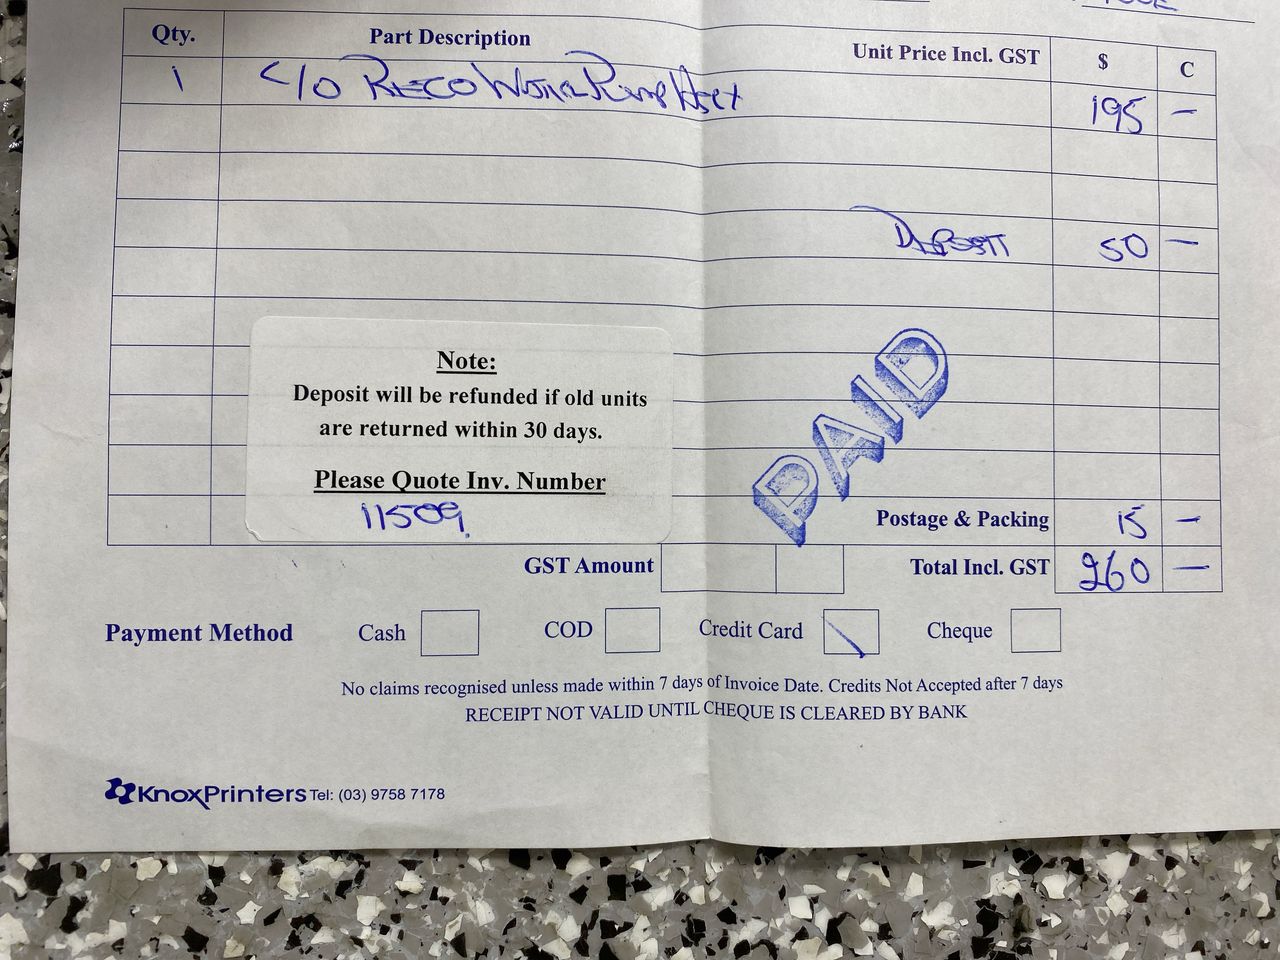 Qty. Part Description Unit Price Incl. GST $ C
1 C/O RECO WATER PUMP 195 —
DEPOSIT 50 —
Note:
Deposit will be refunded if old units
are returned within 30 days.
Please Quote Inv. Number
11509
PAID
Postage & Packing 15 —
GST Amount Total Incl. GST 260 —
Payment Method Cash COD Credit Card Cheque
No claims recognised unless made within 7 days of Invoice Date. Credits Not Accepted after 7 days
RECEIPT NOT VALID UNTIL CHEQUE IS CLEARED BY BANK
KnoxPrinters Tel: (03) 9758 7178